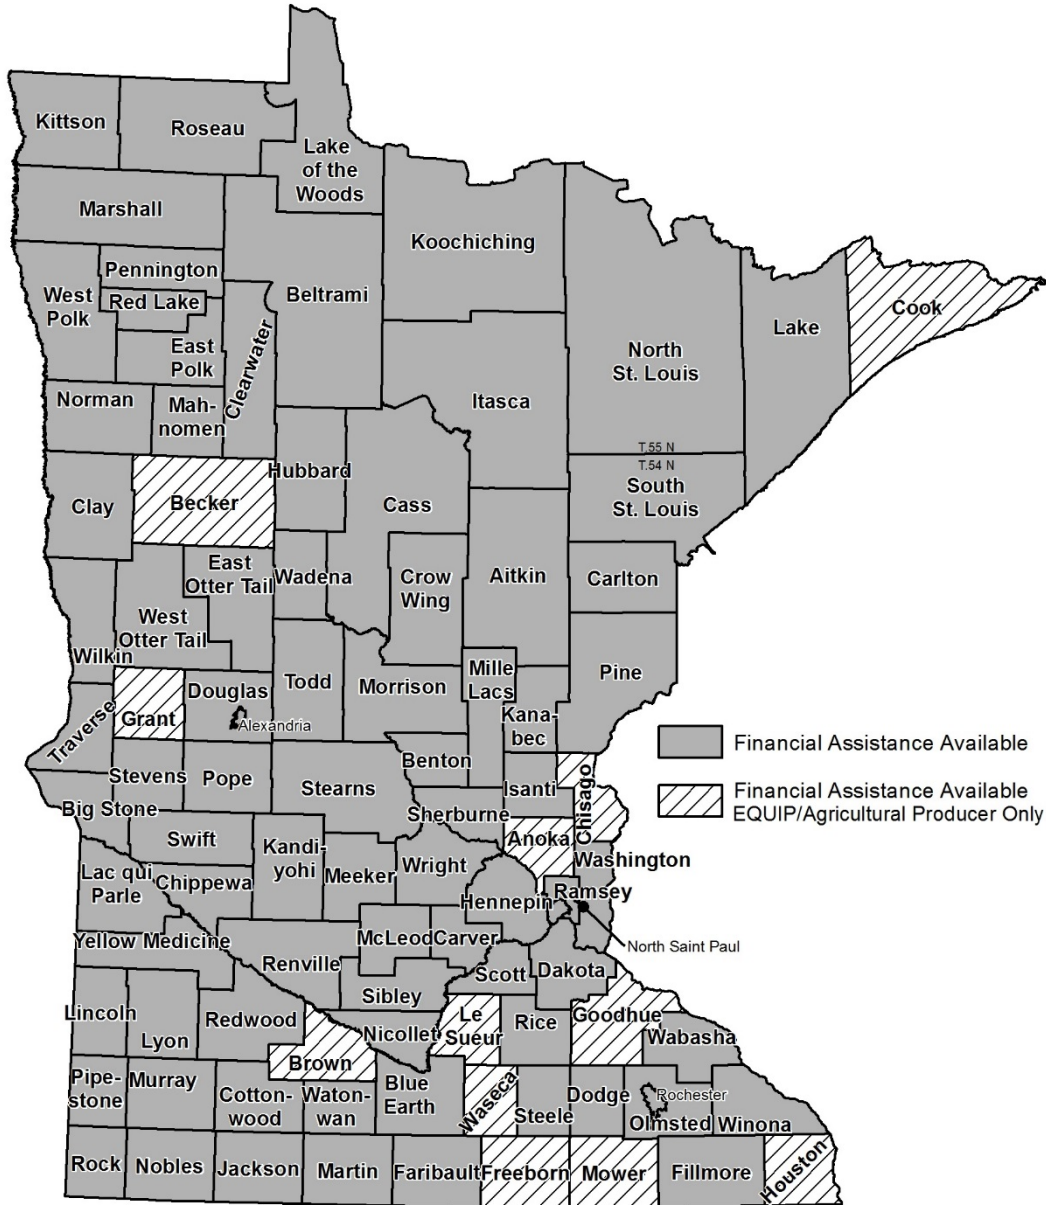 Kittson
Roseau
Lake
of the
Woods
Marshall
Koochiching
Pennington
West
Polk
Red Lake
Beltrami
Cook
Lake
East
Polk
Clearwater
North
St. Louis
Norman
Mah-
nomen
Itasca
T.55 N
T.54 N
Hubbard
South
St. Louis
Clay
Becker
Cass
East
Otter Tail
Wadena
Crow
Wing
Aitkin
Carlton
West
Otter Tail
Wilkin
Mille
Lacs
Pine
Douglas
Todd
Morrison
Grant
Alexandria
Traverse
Kana-
bec
Financial Assistance Available
Stevens
Pope
Benton
Stearns
Isanti
Chisago
Financial Assistance Available
EQUIP/Agricultural Producer Only
Big Stone
Sherburne
Swift
Anoka
Kandi-
yohi
Washington
Lac qui
Parle
Chippewa
Meeker
Wright
Ramsey
Hennepin
Yellow Medicine
McLeod
Carver
North Saint Paul
Renville
Scott
Dakota
Sibley
Lincoln
Lyon
Redwood
Nicollet
Le
Sueur
Rice
Goodhue
Wabasha
Brown
Pipe-
stone
Murray
Cotton-
wood
Waton-
wan
Blue
Earth
Waseca
Steele
Dodge
Rochester
Olmsted
Winona
Rock
Nobles
Jackson
Martin
Faribault
Freeborn
Mower
Fillmore
Houston